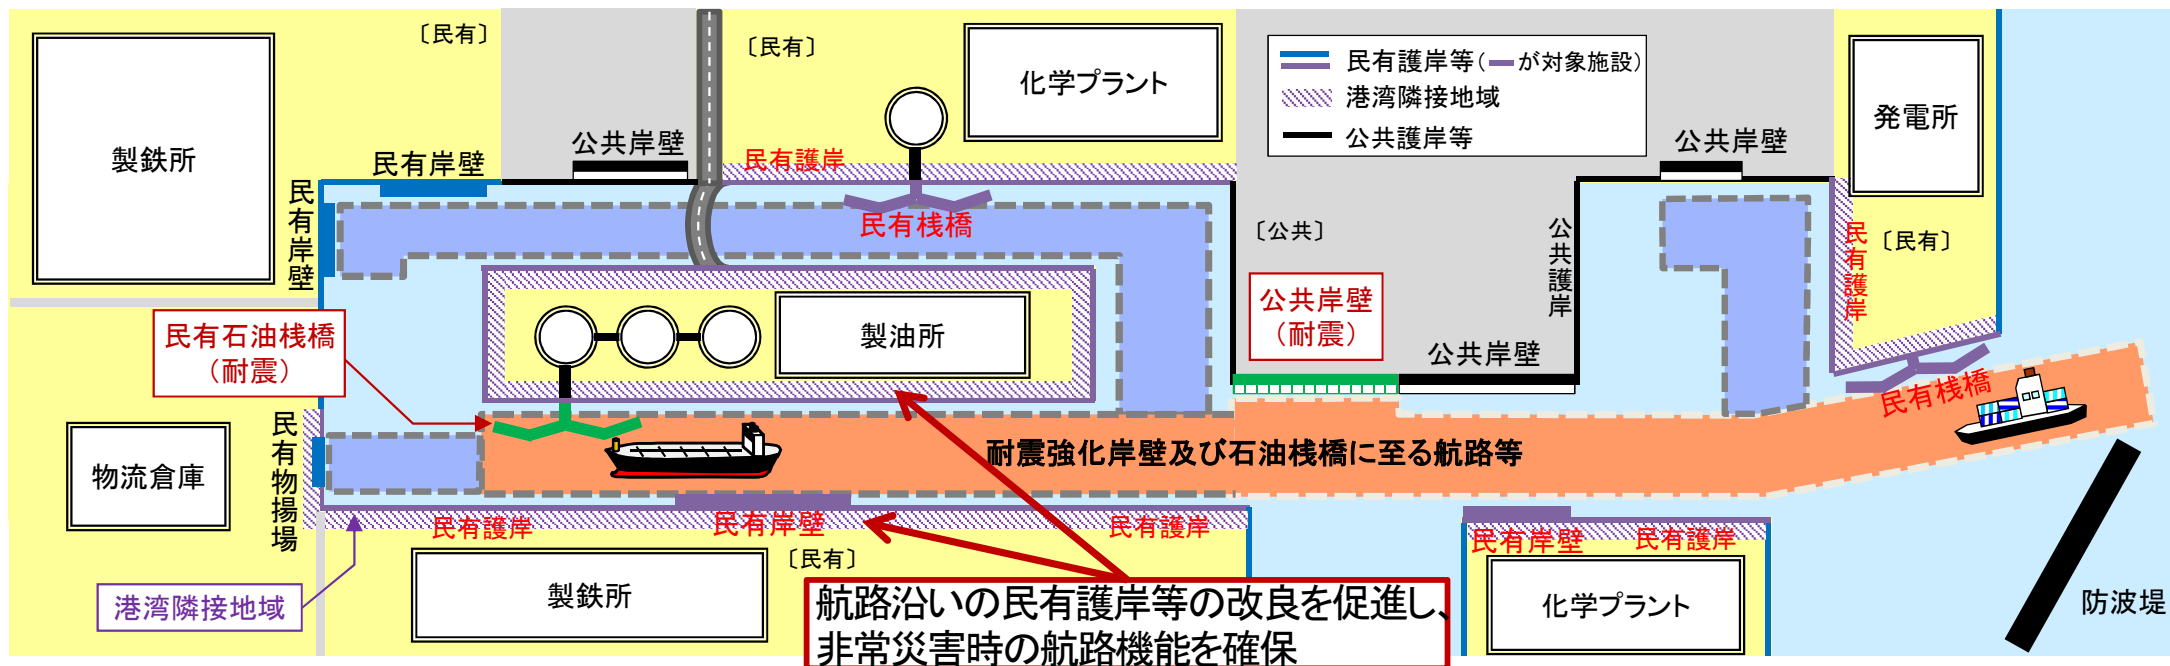 〔民有〕
製鉄所
民有岸壁
公共岸壁
〔民有〕
化学プラント
民有護岸
民有護岸等(ーが対象施設)
港湾隣接地域
公共護岸等
公共岸壁
発電所
民有岸壁
民有桟橋
〔公共〕
公共護岸
民有護岸
〔民有〕
民有石油桟橋
(耐震)
製油所
公共岸壁
(耐震)
公共岸壁
民有桟橋
物流倉庫
民有物揚場
耐震強化岸壁及び石油桟橋に至る航路等
民有護岸
民有岸壁
民有護岸
民有岸壁
民有護岸
〔民有〕
港湾隣接地域
製鉄所
航路沿いの民有護岸等の改良を促進し、
非常災害時の航路機能を確保
化学プラント
防波堤